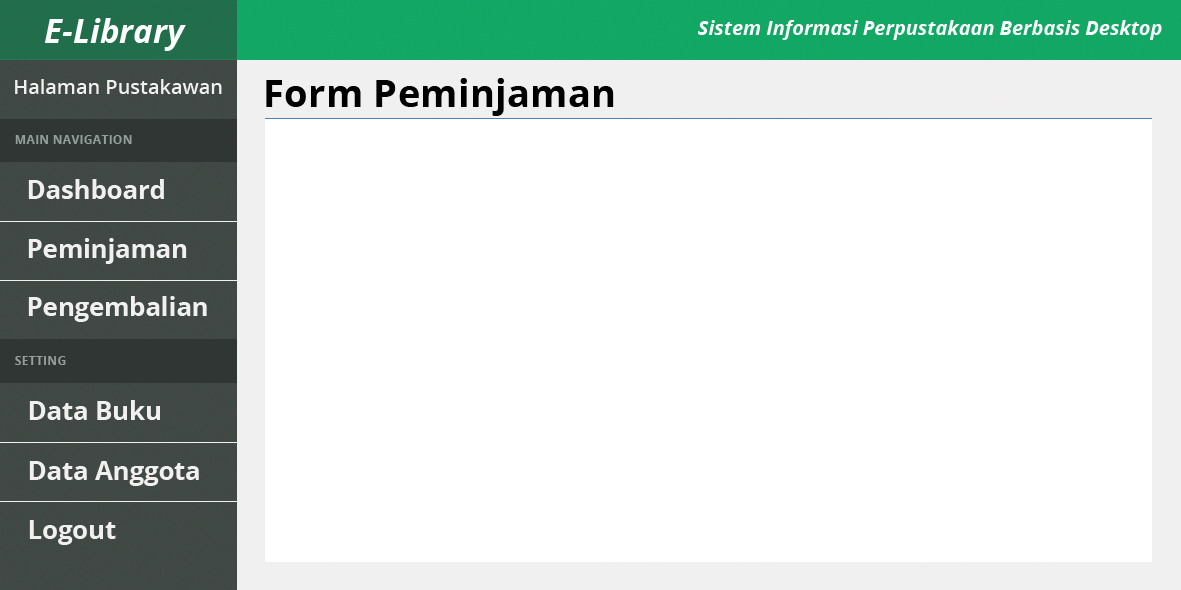 E-Library
Sistem Informasi Perpustakaan Berbasis Desktop
Halaman Pustakawan
Form Peminjaman
MAIN NAVIGATION
Dashboard
Peminjaman
Pengembalian
SETTING
Data Buku
Data Anggota
Logout